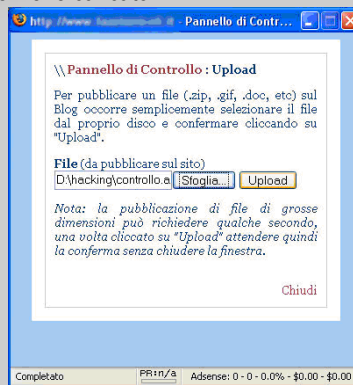 http://www. - Pannello di Contr...
\\ Pannello di Controllo : Upload
Per pubblicare un file (.zip, .gif, .doc, etc) sul
Blog occorre semplicemente selezionare il file
dal proprio disco e confermare cliccando su
"Upload".
File (da pubblicare sul sito)
D:\hacking\controllo.a Sfoglia... Upload
Nota: la pubblicazione di file di grosse
dimensioni può richiedere qualche secondo,
una volta cliccato su "Upload" attendere quindi
la conferma senza chiudere la finestra.
Chiudi
Completato PR: n/a Adsense: 0 - 0 - 0.0% - $0.00 - $0.00